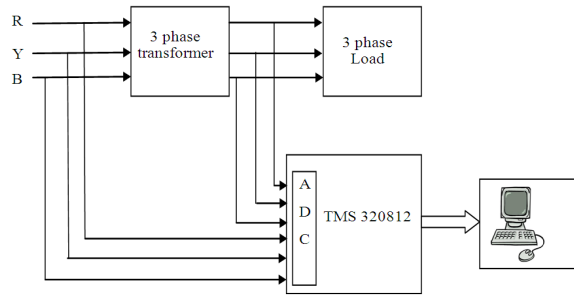 R
Y
B
3 phase
transformer
3 phase
Load
A
D
C
TMS 320812